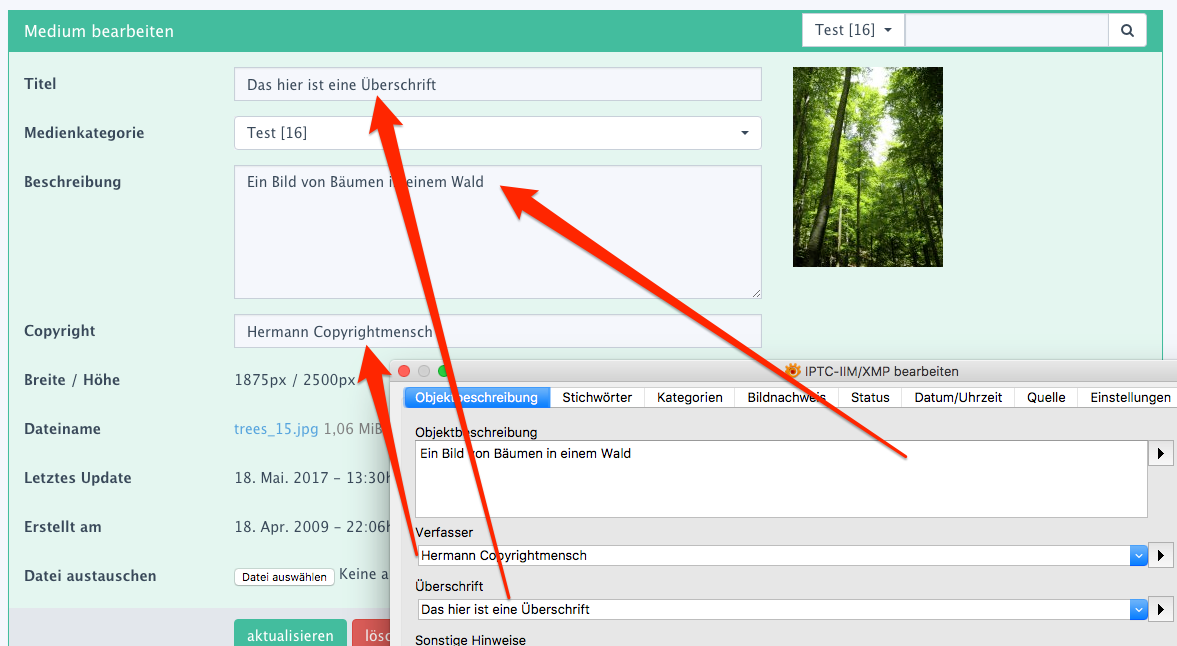 Medium bearbeiten
Test [16]
Titel
Das hier ist eine Überschrift
Medienkategorie
Test [16]
Beschreibung
Ein Bild von Bäumen in einem Wald
Copyright
Hermann Copyrightmensch
Breite / Höhe
1875px / 2500px
Dateiname
trees_15.jpg 1,06 MiB
Letztes Update
18. Mai. 2017 – 13:30h
Erstellt am
18. Apr. 2009 – 22:06h
Datei austauschen
Datei auswählen Keine a
aktualisieren
lösc
IPTC-IIM/XMP bearbeiten
Objektbeschreibung Stichwörter Kategorien Bildnachweis Status Datum/Uhrzeit Quelle Einstellungen
Objektbeschreibung
Ein Bild von Bäumen in einem Wald
Verfasser
Hermann Copyrightmensch
Überschrift
Das hier ist eine Überschrift
Sonstige Hinweise